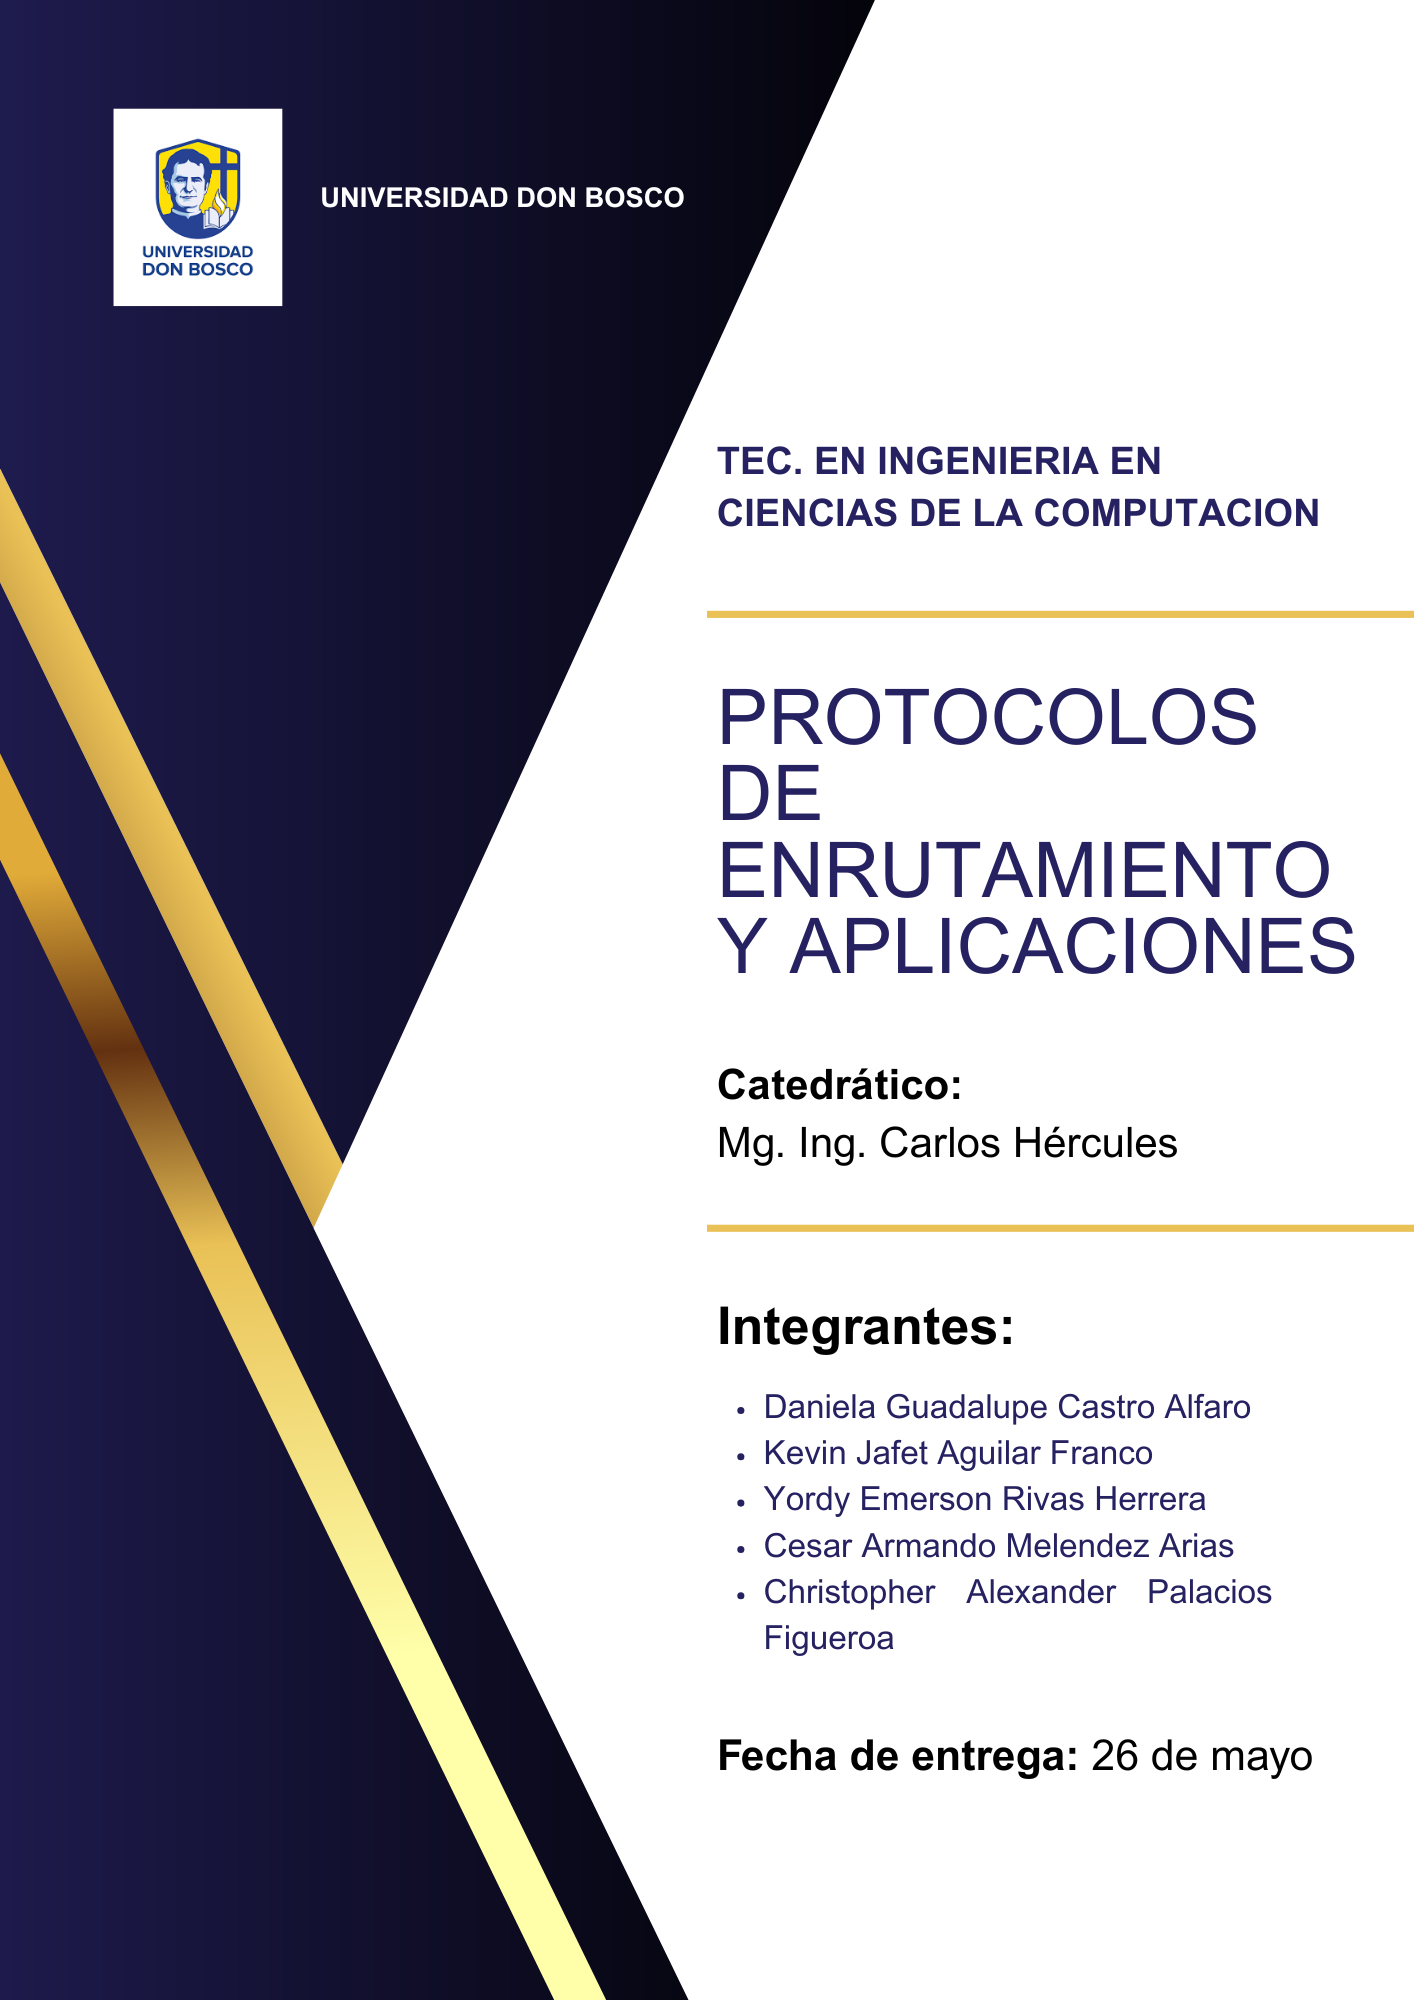 UNIVERSIDAD
DON BOSCO
UNIVERSIDAD DON BOSCO
TEC. EN INGENIERIA EN
CIENCIAS DE LA COMPUTACION
PROTOCOLOS
DE
ENRUTAMIENTO
Y APLICACIONES
Catedrático:
Mg. Ing. Carlos Hércules
Integrantes:
• Daniela Guadalupe Castro Alfaro
• Kevin Jafet Aguilar Franco
• Yordy Emerson Rivas Herrera
• Cesar Armando Melendez Arias
• Christopher Alexander Palacios
Figueroa
Fecha de entrega: 26 de mayo